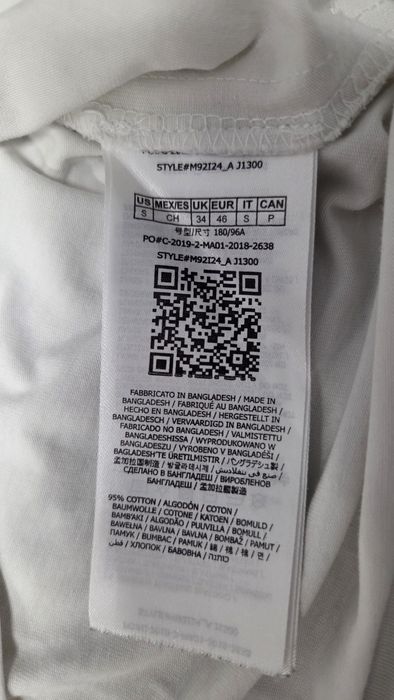 STYLE#M92I24_A J1300
US MEX/ES UK EUR IT CAN
S CH 34 46 S P
号型/尺寸 180/96A
PO#C-2019-2-MA01-2018-2638
STYLE#M92I24_A J1300
FABBRICATO IN BANGLADESH / MADE IN
BANGLADESH / FABRIQUÉ AU BANGLADESH /
HECHO EN BANGLADESH / HERGESTELLT IN
BANGLADESCH / VERVAARDIGD IN BANGLADESH /
FABRICADO NO BANGLADESH / VALMISTETTU
BANGLADESHISSA / WYPRODUKOWANO W
BANGLADESZU / VYROBENO V BANGLADÉŠI /
BAGLADEŞ'TE ÜRETILMISTIR / バングラデシュ製 /
孟加拉国制造 / 방글라데시제 / صنع في بنغلاديش /
СДЕЛАНО В БАНГЛАДЕШ / ВИРОБЛЕНОВ
БАНГЛАДЕШ / 孟加拉國製造
95% COTTON / ALGODÓN / COTON /
BAUMWOLLE / COTONE / KATOEN / BOMULD /
BAMBAKI / ALGODÃO / PUUVILLA / BOMULL /
BAWEŁNA / BAVLNA / BAVLNA / BOMBAŽ / PAMUT /
ПАМУК / BUMBAC / PAMUK / 綿 / 棉 / 棉 / 면 /
قطن / ХЛОПОК / БАВОВНА / כותנה